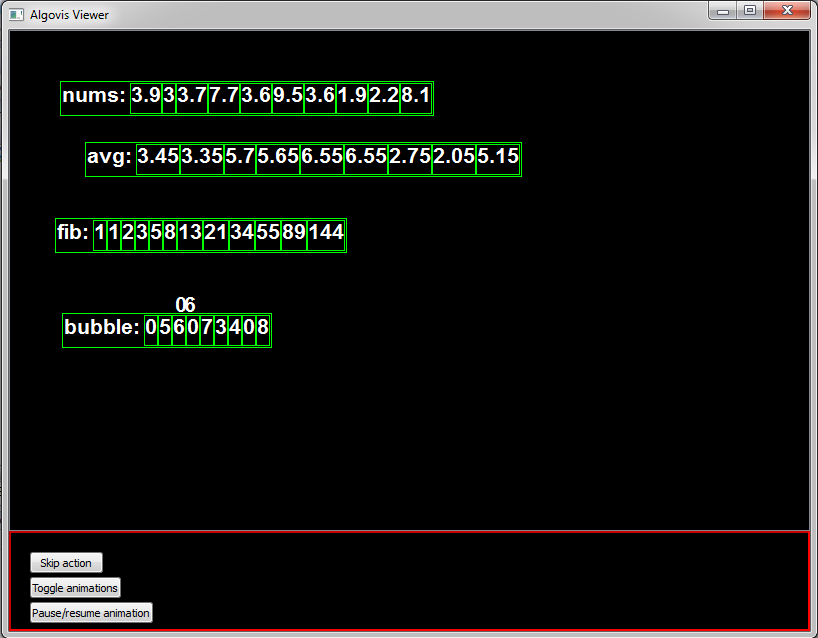 Algovis Viewer
nums: 3.9 3 3.7 7.7 3.6 9.5 3.6 1.9 2.2 8.1
avg: 3.45 3.35 5.7 5.65 6.55 6.55 2.75 2.05 5.15
fib: 1 1 2 3 5 8 13 21 34 55 89 144
06
bubble: 0 5 6 0 7 3 4 0 8
Skip action
Toggle animations
Pause/resume animation